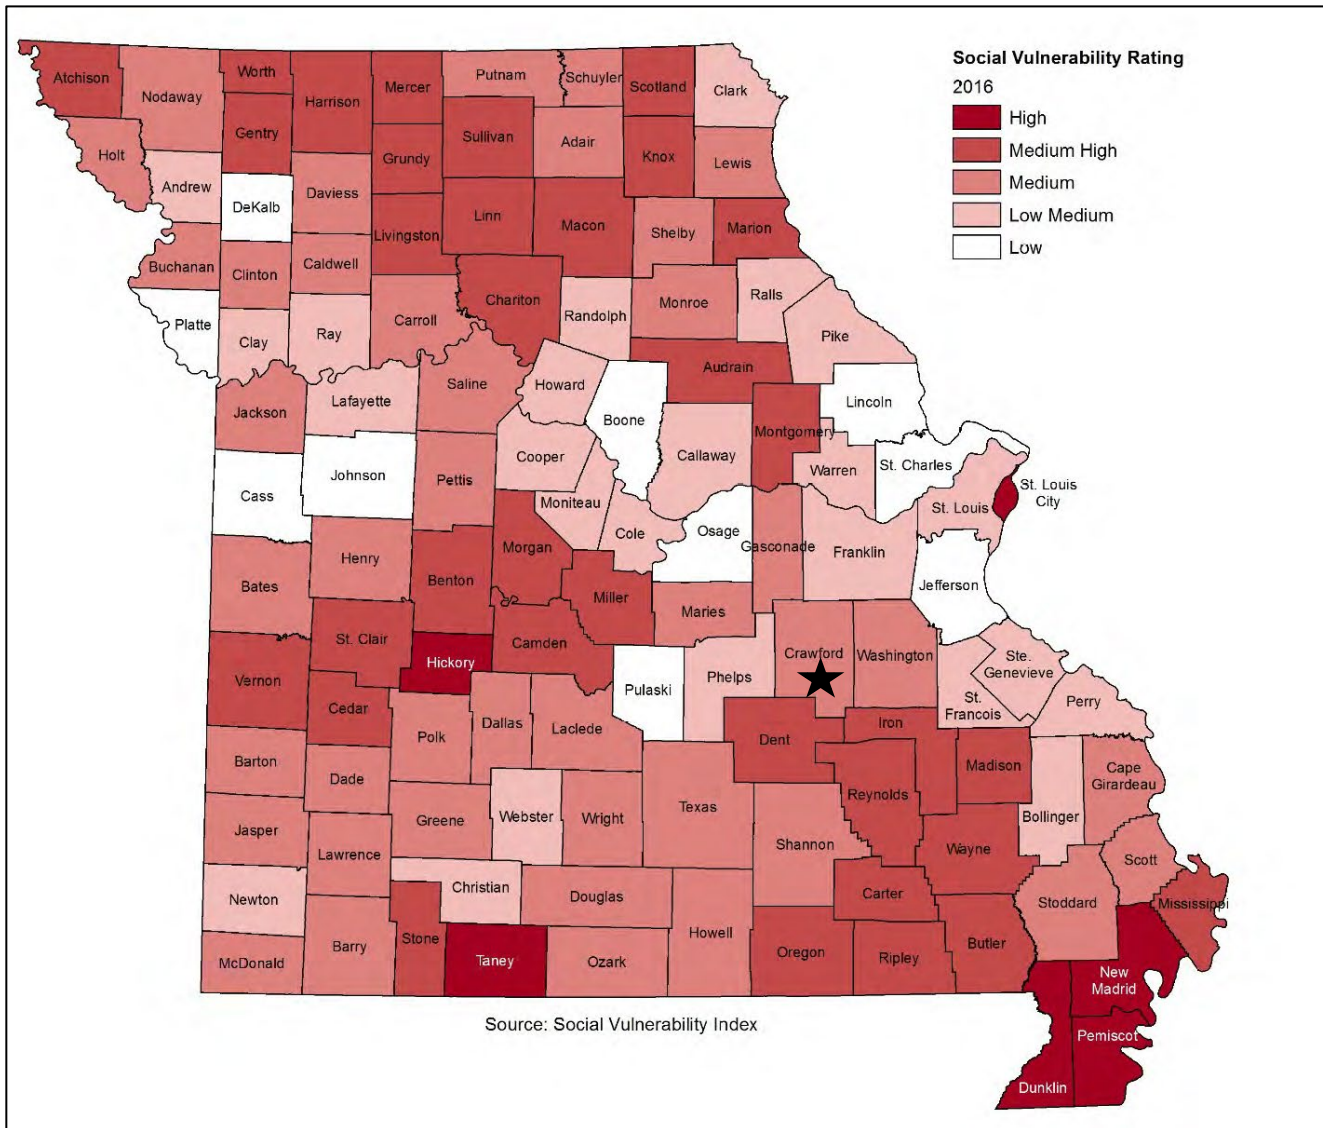 Social Vulnerability Rating
2016
High
Medium High
Medium
Low Medium
Low
Atchison
Nodaway
Worth
Harrison
Mercer
Putnam
Schuyler
Scotland
Clark
Holt
Gentry
Sullivan
Adair
Knox
Lewis
Grundy
Andrew
DeKalb
Daviess
Livingston
Linn
Macon
Shelby
Marion
Buchanan
Clinton
Caldwell
Chariton
Randolph
Monroe
Ralls
Platte
Clay
Ray
Carroll
Pike
Audrain
Jackson
Lafayette
Saline
Howard
Boone
Lincoln
Callaway
Montgomery
Cooper
Warren
St. Charles
Cass
Johnson
Pettis
Moniteau
St. Louis
St. Louis
City
Cole
Osage
Gasconade
Franklin
Morgan
Henry
Bates
Benton
Miller
Maries
Jefferson
St. Clair
Camden
Hickory
Crawford
Washington
Ste.
Genevieve
Vernon
Pulaski
Phelps
St.
Francois
Perry
Cedar
Polk
Dallas
Laclede
Dent
Iron
Barton
Dade
Madison
Cape
Girardeau
Reynolds
Texas
Jasper
Greene
Webster
Wright
Bollinger
Shannon
Lawrence
Wayne
Scott
Newton
Christian
Douglas
Carter
Stoddard
Mississippi
McDonald
Barry
Stone
Taney
Ozark
Howell
Oregon
Ripley
Butler
New
Madrid
Source: Social Vulnerability Index
Pemiscot
Dunklin